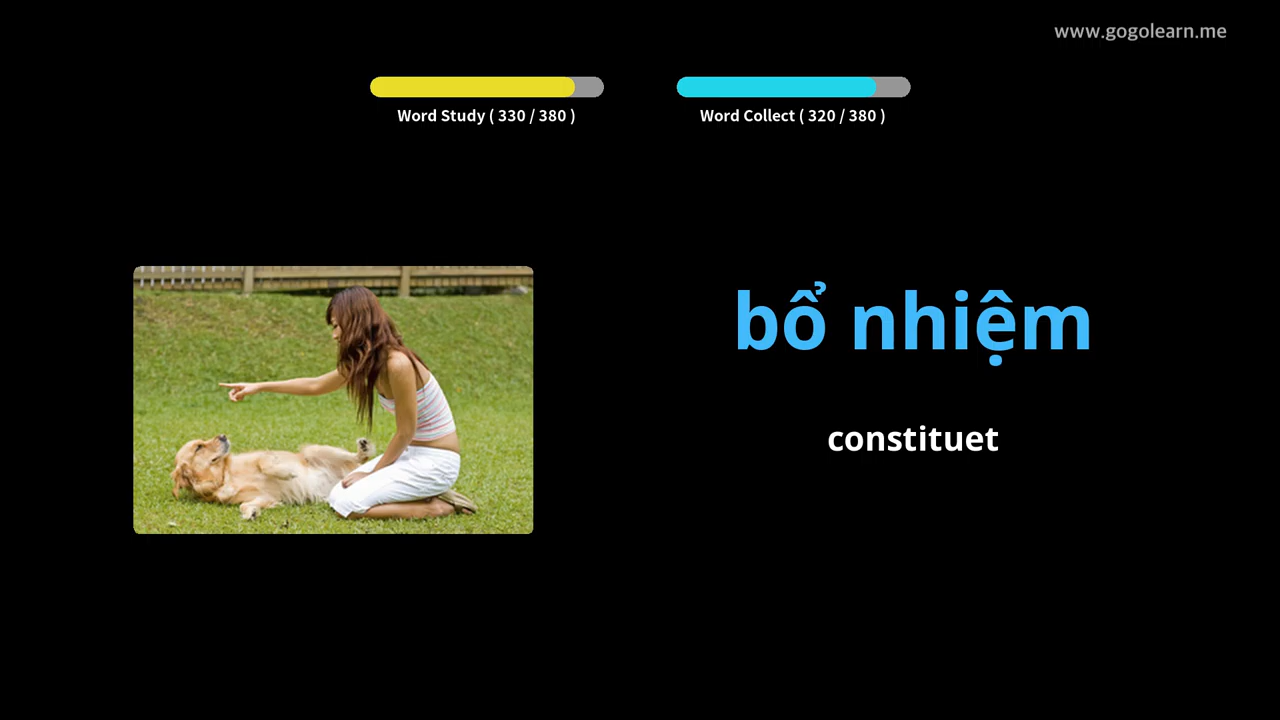 www.gogolearn.me
Word Study ( 330 / 380 )
Word Collect ( 320 / 380 )
bổ nhiệm
constituet